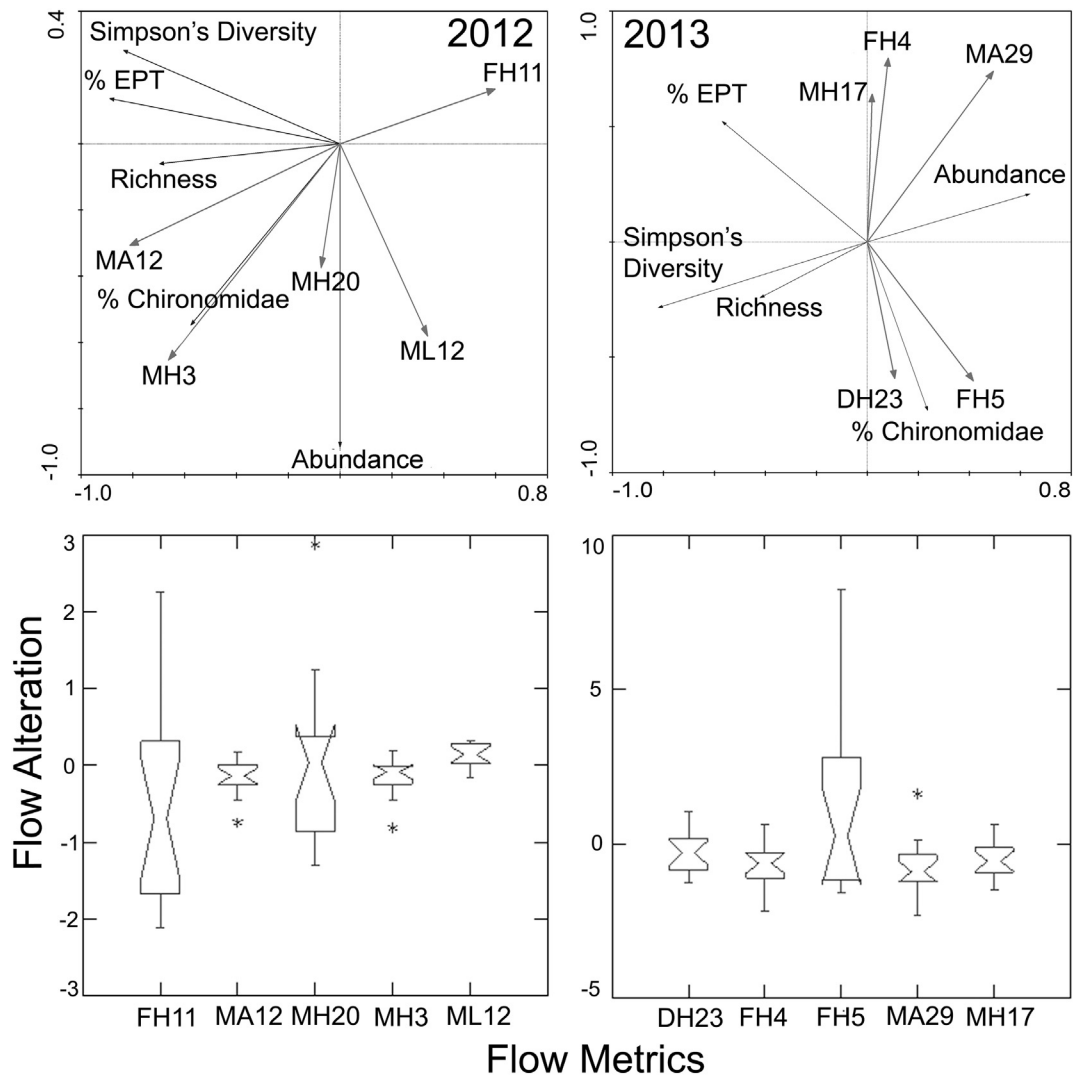 0.4
Simpson's Diversity
2012
% EPT
FH11
Richness
MA12
MH20
% Chironomidae
ML12
MH3
Abundance
-1.0
-1.0
0.8
1.0
2013
FH4
MA29
% EPT
MH17
Abundance
Simpson's
Diversity
Richness
DH23
FH5
% Chironomidae
-1.0
-1.0
0.8
Flow Alteration
3
2
1
0
-1
-2
-3
FH11 MA12 MH20 MH3 ML12
10
5
0
-5
DH23 FH4 FH5 MA29 MH17
Flow Metrics